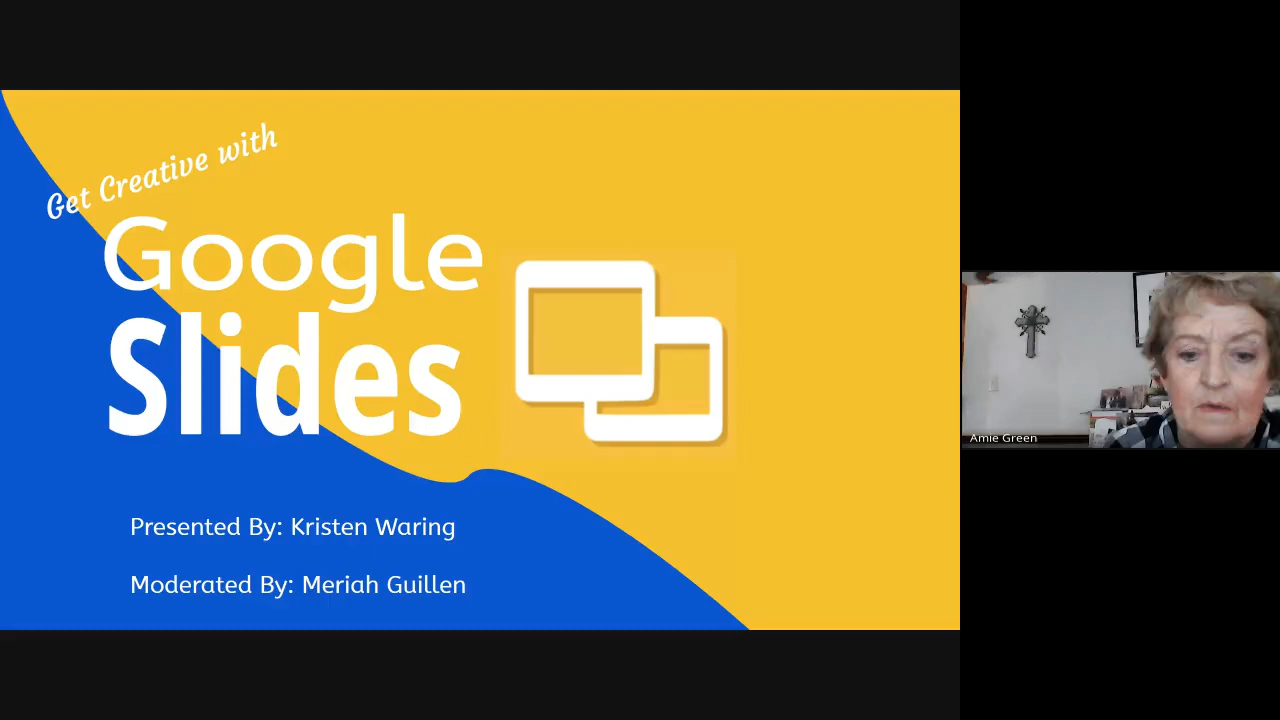 Get Creative with
Google
Slides
Presented By: Kristen Waring
Moderated By: Meriah Guillen
Amie Green